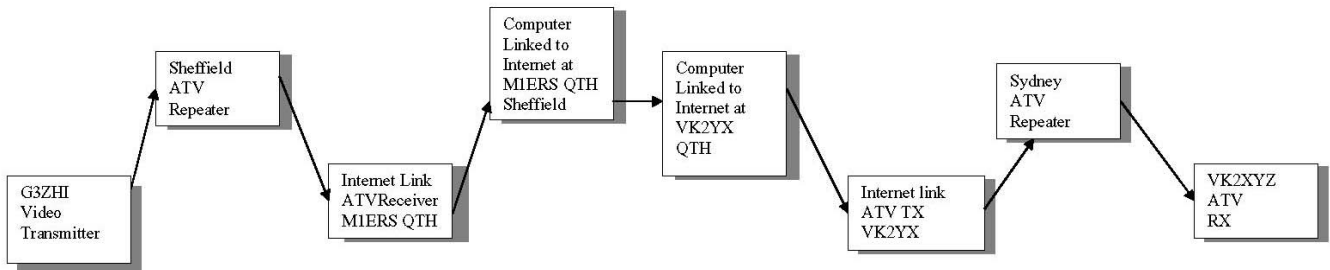 G3ZHI
Video
Transmitter
Sheffield
ATV
Repeater
Internet Link
ATVReceiver
M1ERS QTH
Computer
Linked to
Internet at
M1ERS QTH
Sheffield
Computer
Linked to
Internet at
VK2YX
QTH
Internet link
ATV TX
VK2YX
Sydney
ATV
Repeater
VK2XYZ
ATV
RX